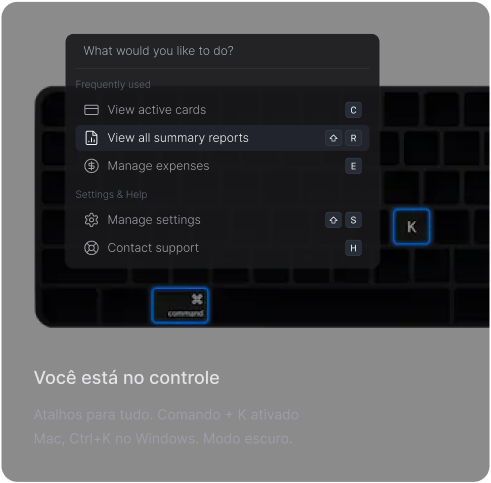 What would you like to do?
Frequently used
View active cards C
View all summary reports R
Manage expenses E
Settings & Help
Manage settings S
Contact support H
K
command
Você está no controle
Atalhos para tudo. Comando + K ativado
Mac, Ctrl+K no Windows. Modo escuro.